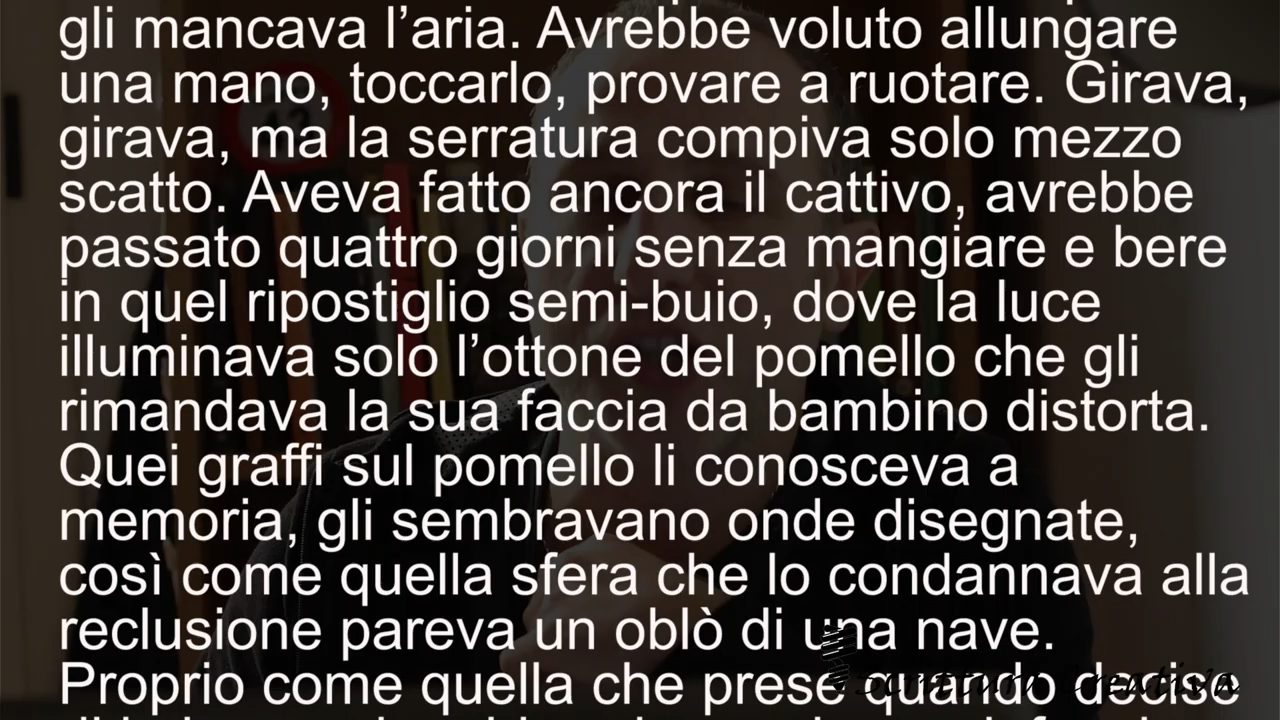 gli mancava l’aria. Avrebbe voluto allungare
una mano, toccarlo, provare a ruotare. Girava,
girava, ma la serratura compiva solo mezzo
scatto. Aveva fatto ancora il cattivo, avrebbe
passato quattro giorni senza mangiare e bere
in quel ripostiglio semi-buio, dove la luce
illuminava solo l’ottone del pomello che gli
rimandava la sua faccia da bambino distorta.
Quei graffi sul pomello li conosceva a
memoria, gli sembravano onde disegnate,
così come quella sfera che lo condannava alla
reclusione pareva un oblò di una nave.
Proprio come quella che prese quando decise
Scrittura creativa